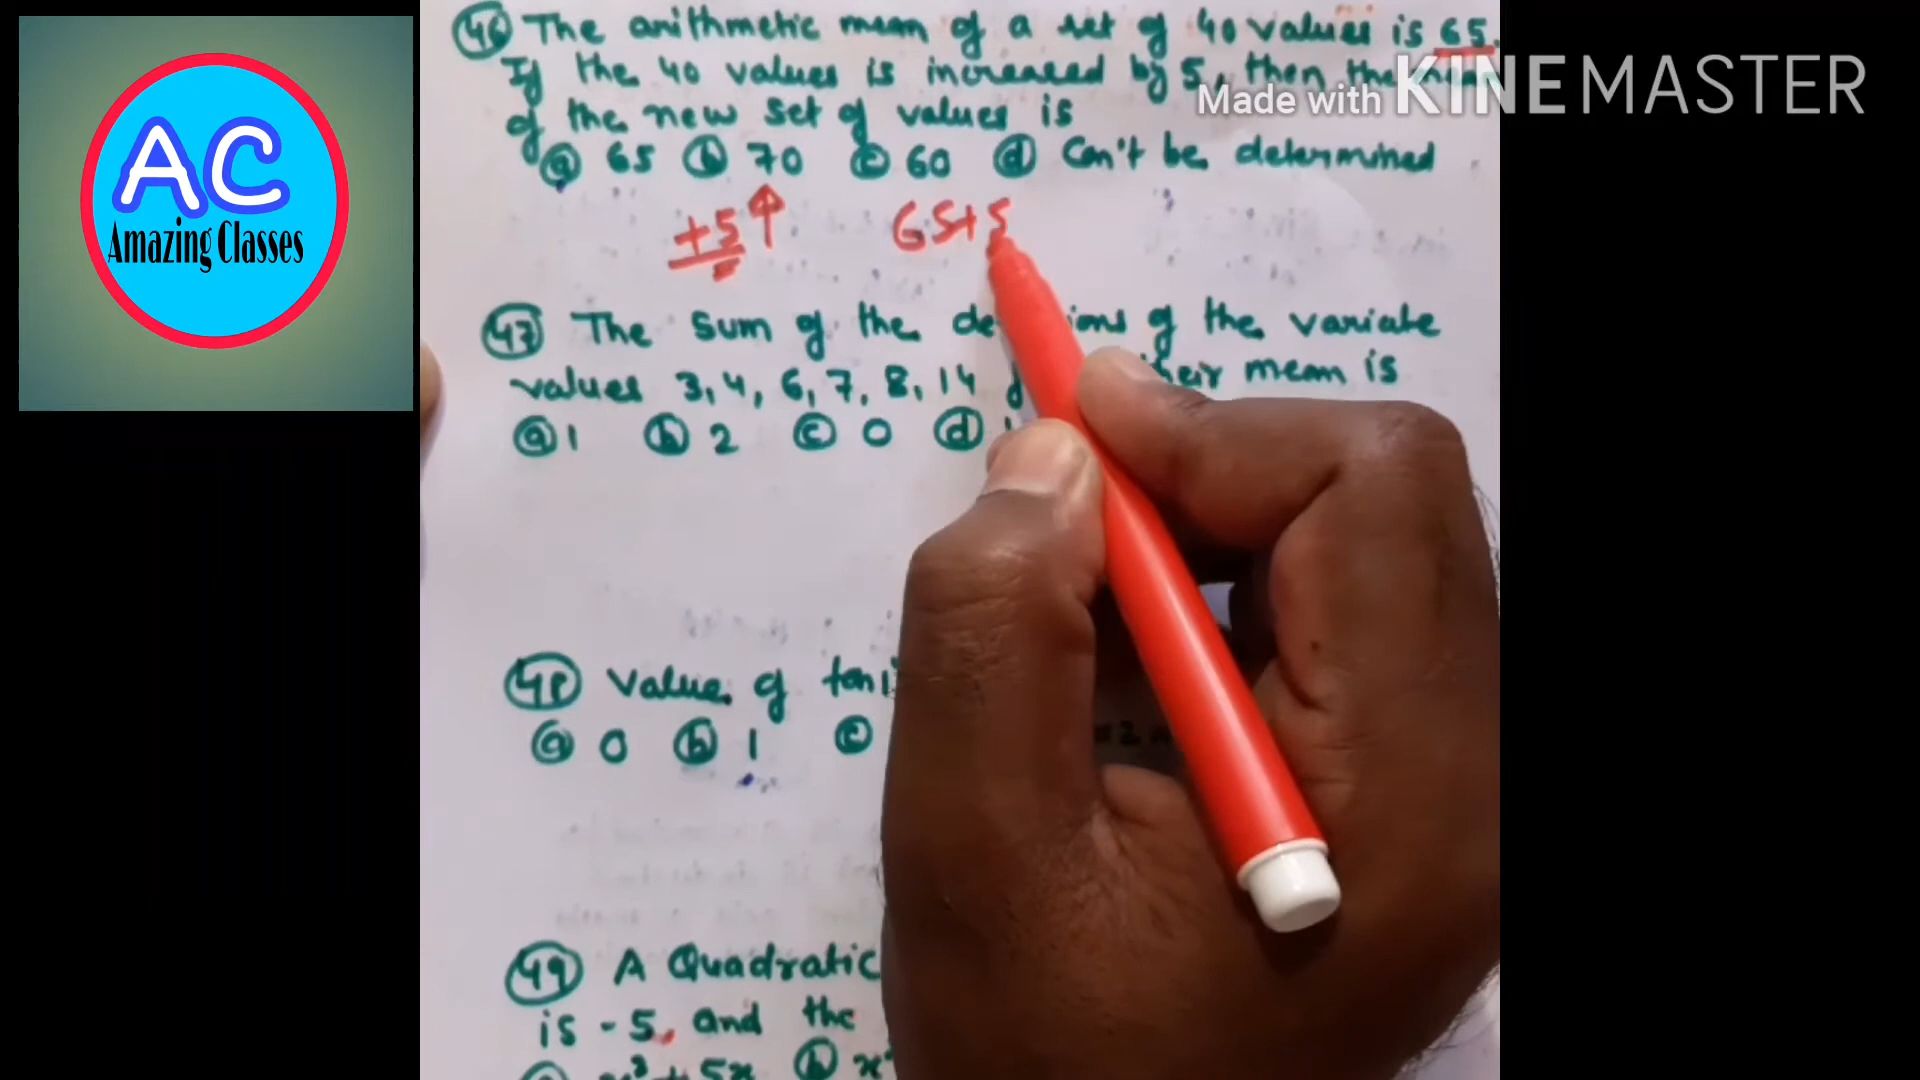 AC
Amazing Classes
Made with KINEMASTER
46 The arithmetic mean of a set of 40 values is 65.
If the 40 values is increased by 5, then the
of the new set of values is
a 65 b 70 c 60 d Can't be determined
+5 65+5
47 The Sum of the of the variate
values 3, 4, 6, 7, 8, 14 mean is
a 1 b 2 c 0 d
48 Value of
a 0 b 1 c
49 A Quadratic
is -5, and the
+ 5x b